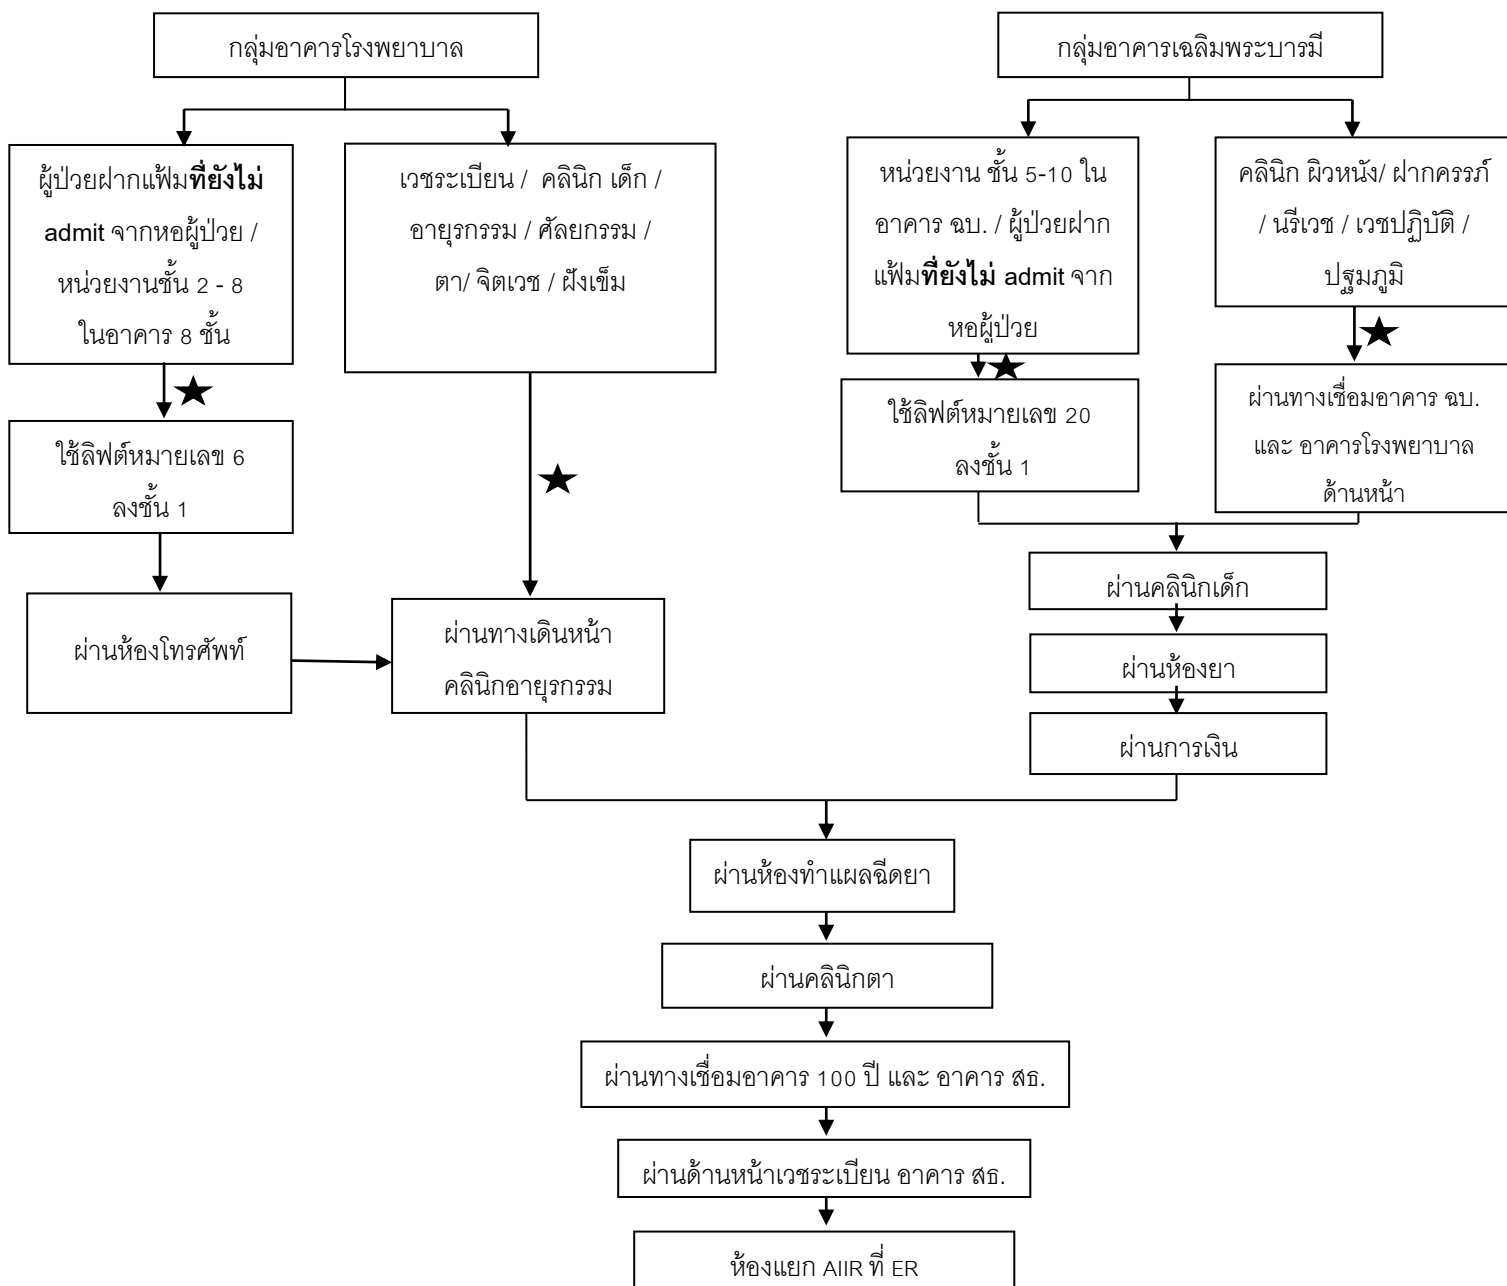 กลุ่มอาคารโรงพยาบาล
กลุ่มอาคารเฉลิมพระบารมี
ผู้ป่วยฝากแฟ้มที่ยังไม่
admit จากหอผู้ป่วย /
หน่วยงานชั้น 2 - 8
ในอาคาร 8 ชั้น
เวชระเบียน / คลินิก เด็ก /
อายุรกรรม / ศัลยกรรม /
ตา/ จิตเวช / ฝังเข็ม
หน่วยงาน ชั้น 5-10 ใน
อาคาร ฉบ. / ผู้ป่วยฝาก
แฟ้มที่ยังไม่ admit จาก
หอผู้ป่วย
คลินิก ผิวหนัง/ ฝากครรภ์
/ นรีเวช / เวชปฏิบัติ /
ปฐมภูมิ
ใช้ลิฟต์หมายเลข 6
ลงชั้น 1
ใช้ลิฟต์หมายเลข 20
ลงชั้น 1
ผ่านทางเชื่อมอาคาร ฉบ.
และ อาคารโรงพยาบาล
ด้านหน้า
ผ่านห้องโทรศัพท์
ผ่านทางเดินหน้า
คลินิกอายุรกรรม
ผ่านคลินิกเด็ก
ผ่านห้องยา
ผ่านการเงิน
ผ่านห้องทำแผลฉีดยา
ผ่านคลินิกตา
ผ่านทางเชื่อมอาคาร 100 ปี และ อาคาร สธ.
ผ่านด้านหน้าเวชระเบียน อาคาร สธ.
ห้องแยก AIIR ที่ ER